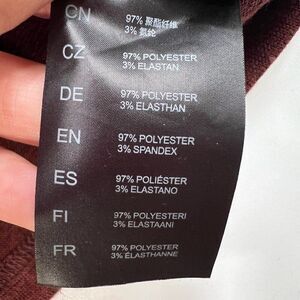 CN
97% 聚酯纤维
3% 氨纶
CZ
97% POLYESTER
3% ELASTAN
DE
97% POLYESTER
3% ELASTHAN
EN
97% POLYESTER
3% SPANDEX
ES
97% POLIÉSTER
3% ELASTANO
FI
97% POLYESTERI
3% ELASTAANI
FR
97% POLYESTER
3% ÉLASTHANNE